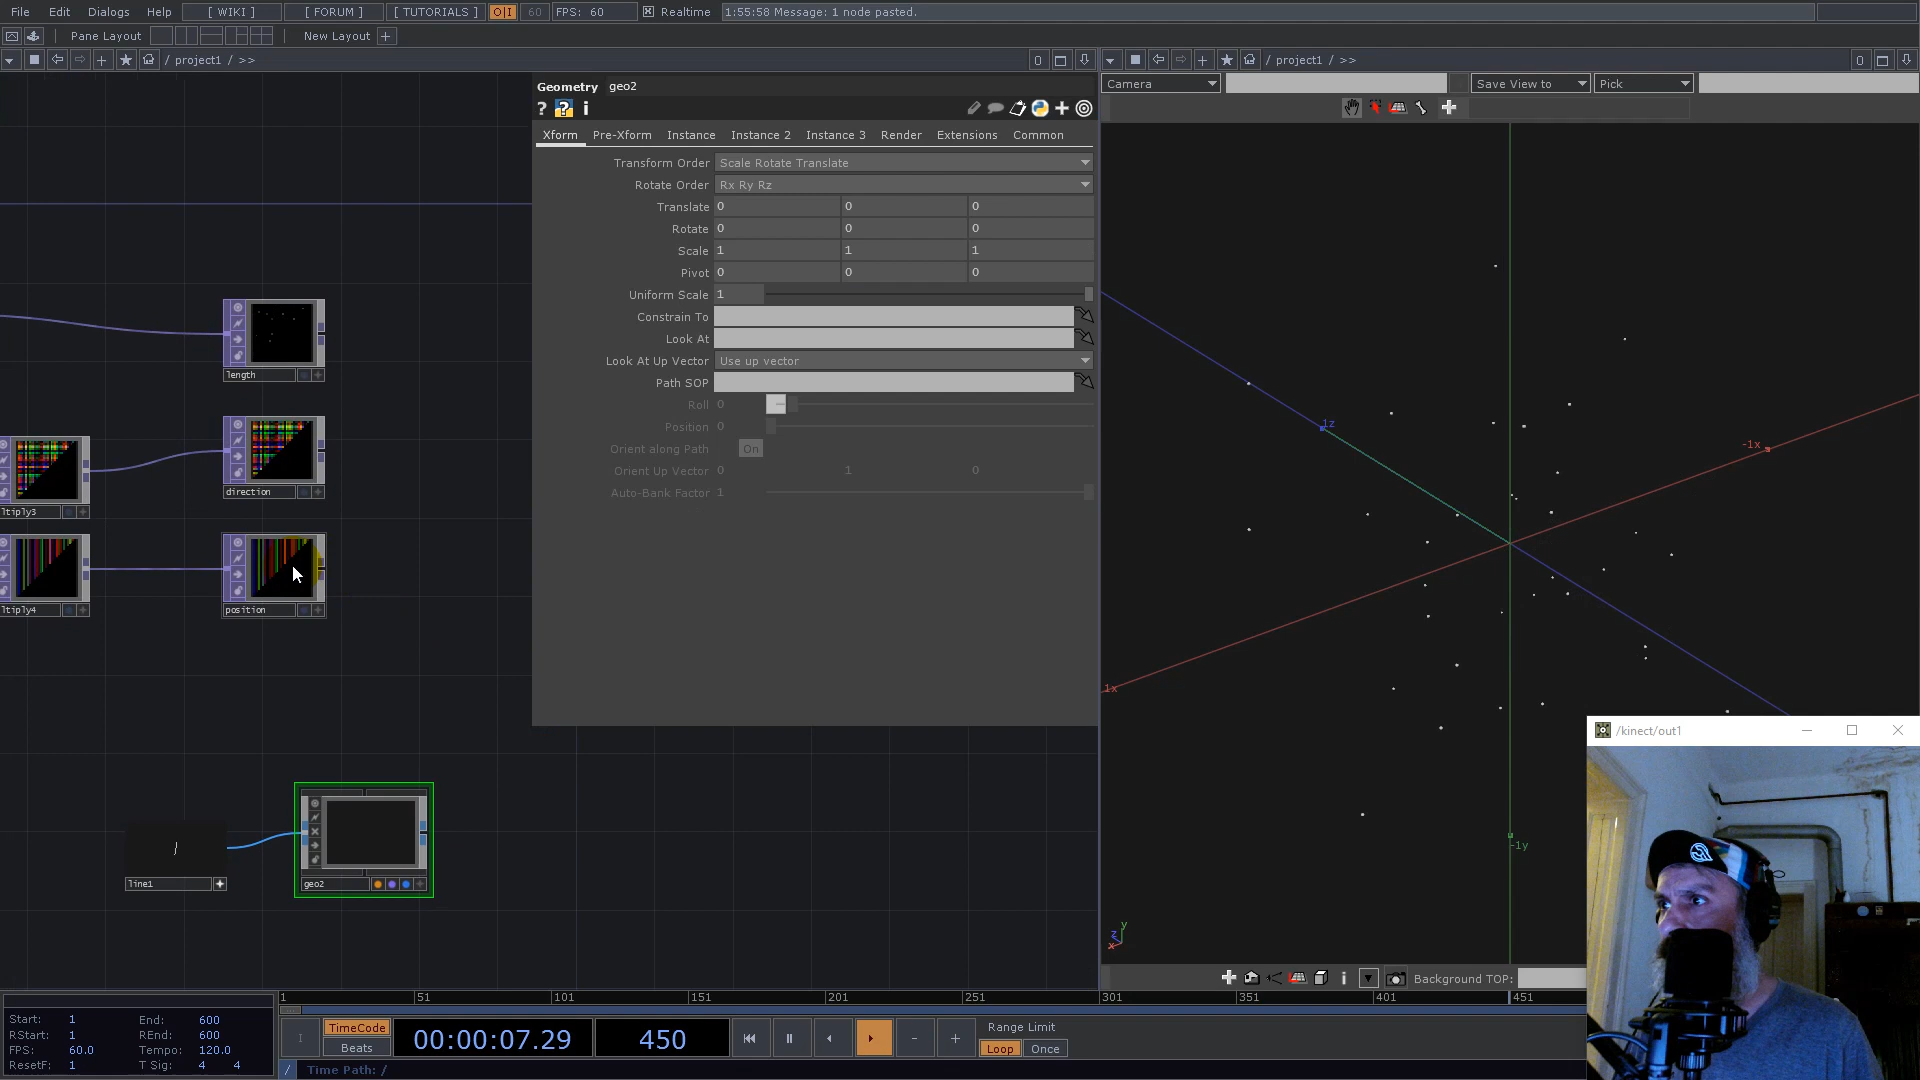 File Edit Dialogs Help [ WIKI ] [ FORUM ] [ TUTORIALS ] O|I 60 FPS: 60 Realtime 1:55:58 Message: 1 node pasted.
Pane Layout New Layout +
/ project1 / >> 0
/ project1 / >> 0
Geometry geo2
Camera Save View to Pick
? ? i
Xform Pre-Xform Instance Instance 2 Instance 3 Render Extensions Common
Transform Order Scale Rotate Translate
Rotate Order Rx Ry Rz
Translate 0 0 0
Rotate 0 0 0
Scale 1 1 1
Pivot 0 0 0
Uniform Scale 1
Constrain To
Look At
Look At Up Vector Use up vector
Path SOP
Roll 0
Position 0
Orient along Path On
Orient Up Vector 0 1 0
Auto-Bank Factor 1
length
direction
ltiply3
ltiply4
position
line1
geo2
1z
-1x
1x
-1y
y
z
x
/kinect/out1
i Background TOP:
1 51 101 151 201 251 301 351 401 451
Start: 1 End: 600
RStart: 1 REnd: 600
FPS: 60.0 Tempo: 120.0
ResetF: 1 T Sig: 4 4
TimeCode
Beats
00:00:07.29
450
Range Limit
Loop Once
/ Time Path: /